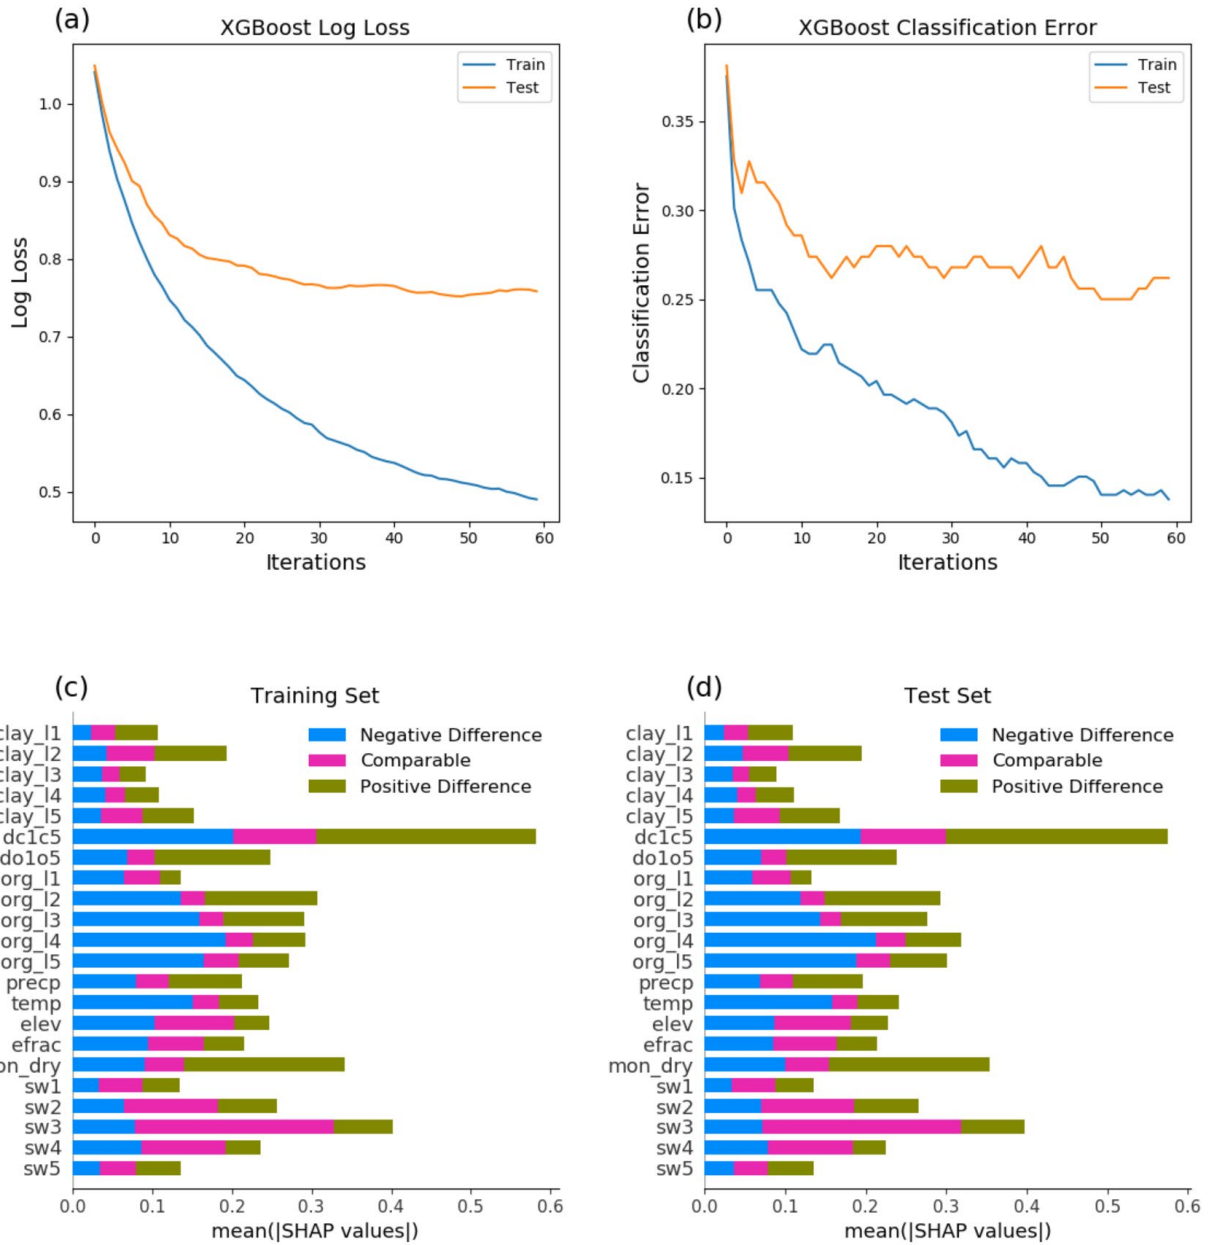 (a)
XGBoost Log Loss
Train
Test
1.0
0.9
0.8
0.7
0.6
0.5
Log Loss
0 10 20 30 40 50 60
Iterations
(b)
XGBoost Classification Error
Train
Test
0.35
0.30
0.25
0.20
0.15
Classification Error
0 10 20 30 40 50 60
Iterations
(c)
Training Set
Negative Difference
Comparable
Positive Difference
clay_l1
clay_l2
clay_l3
clay_l4
clay_l5
dc1c5
do1o5
org_l1
org_l2
org_l3
org_l4
org_l5
precp
temp
elev
efrac
on_dry
sw1
sw2
sw3
sw4
sw5
0.0 0.1 0.2 0.3 0.4 0.5 0.6
mean(|SHAP values|)
(d)
Test Set
Negative Difference
Comparable
Positive Difference
clay_l1
clay_l2
clay_l3
clay_l4
clay_l5
dc1c5
do1o5
org_l1
org_l2
org_l3
org_l4
org_l5
precp
temp
elev
efrac
mon_dry
sw1
sw2
sw3
sw4
sw5
0.0 0.1 0.2 0.3 0.4 0.5 0.6
mean(|SHAP values|)